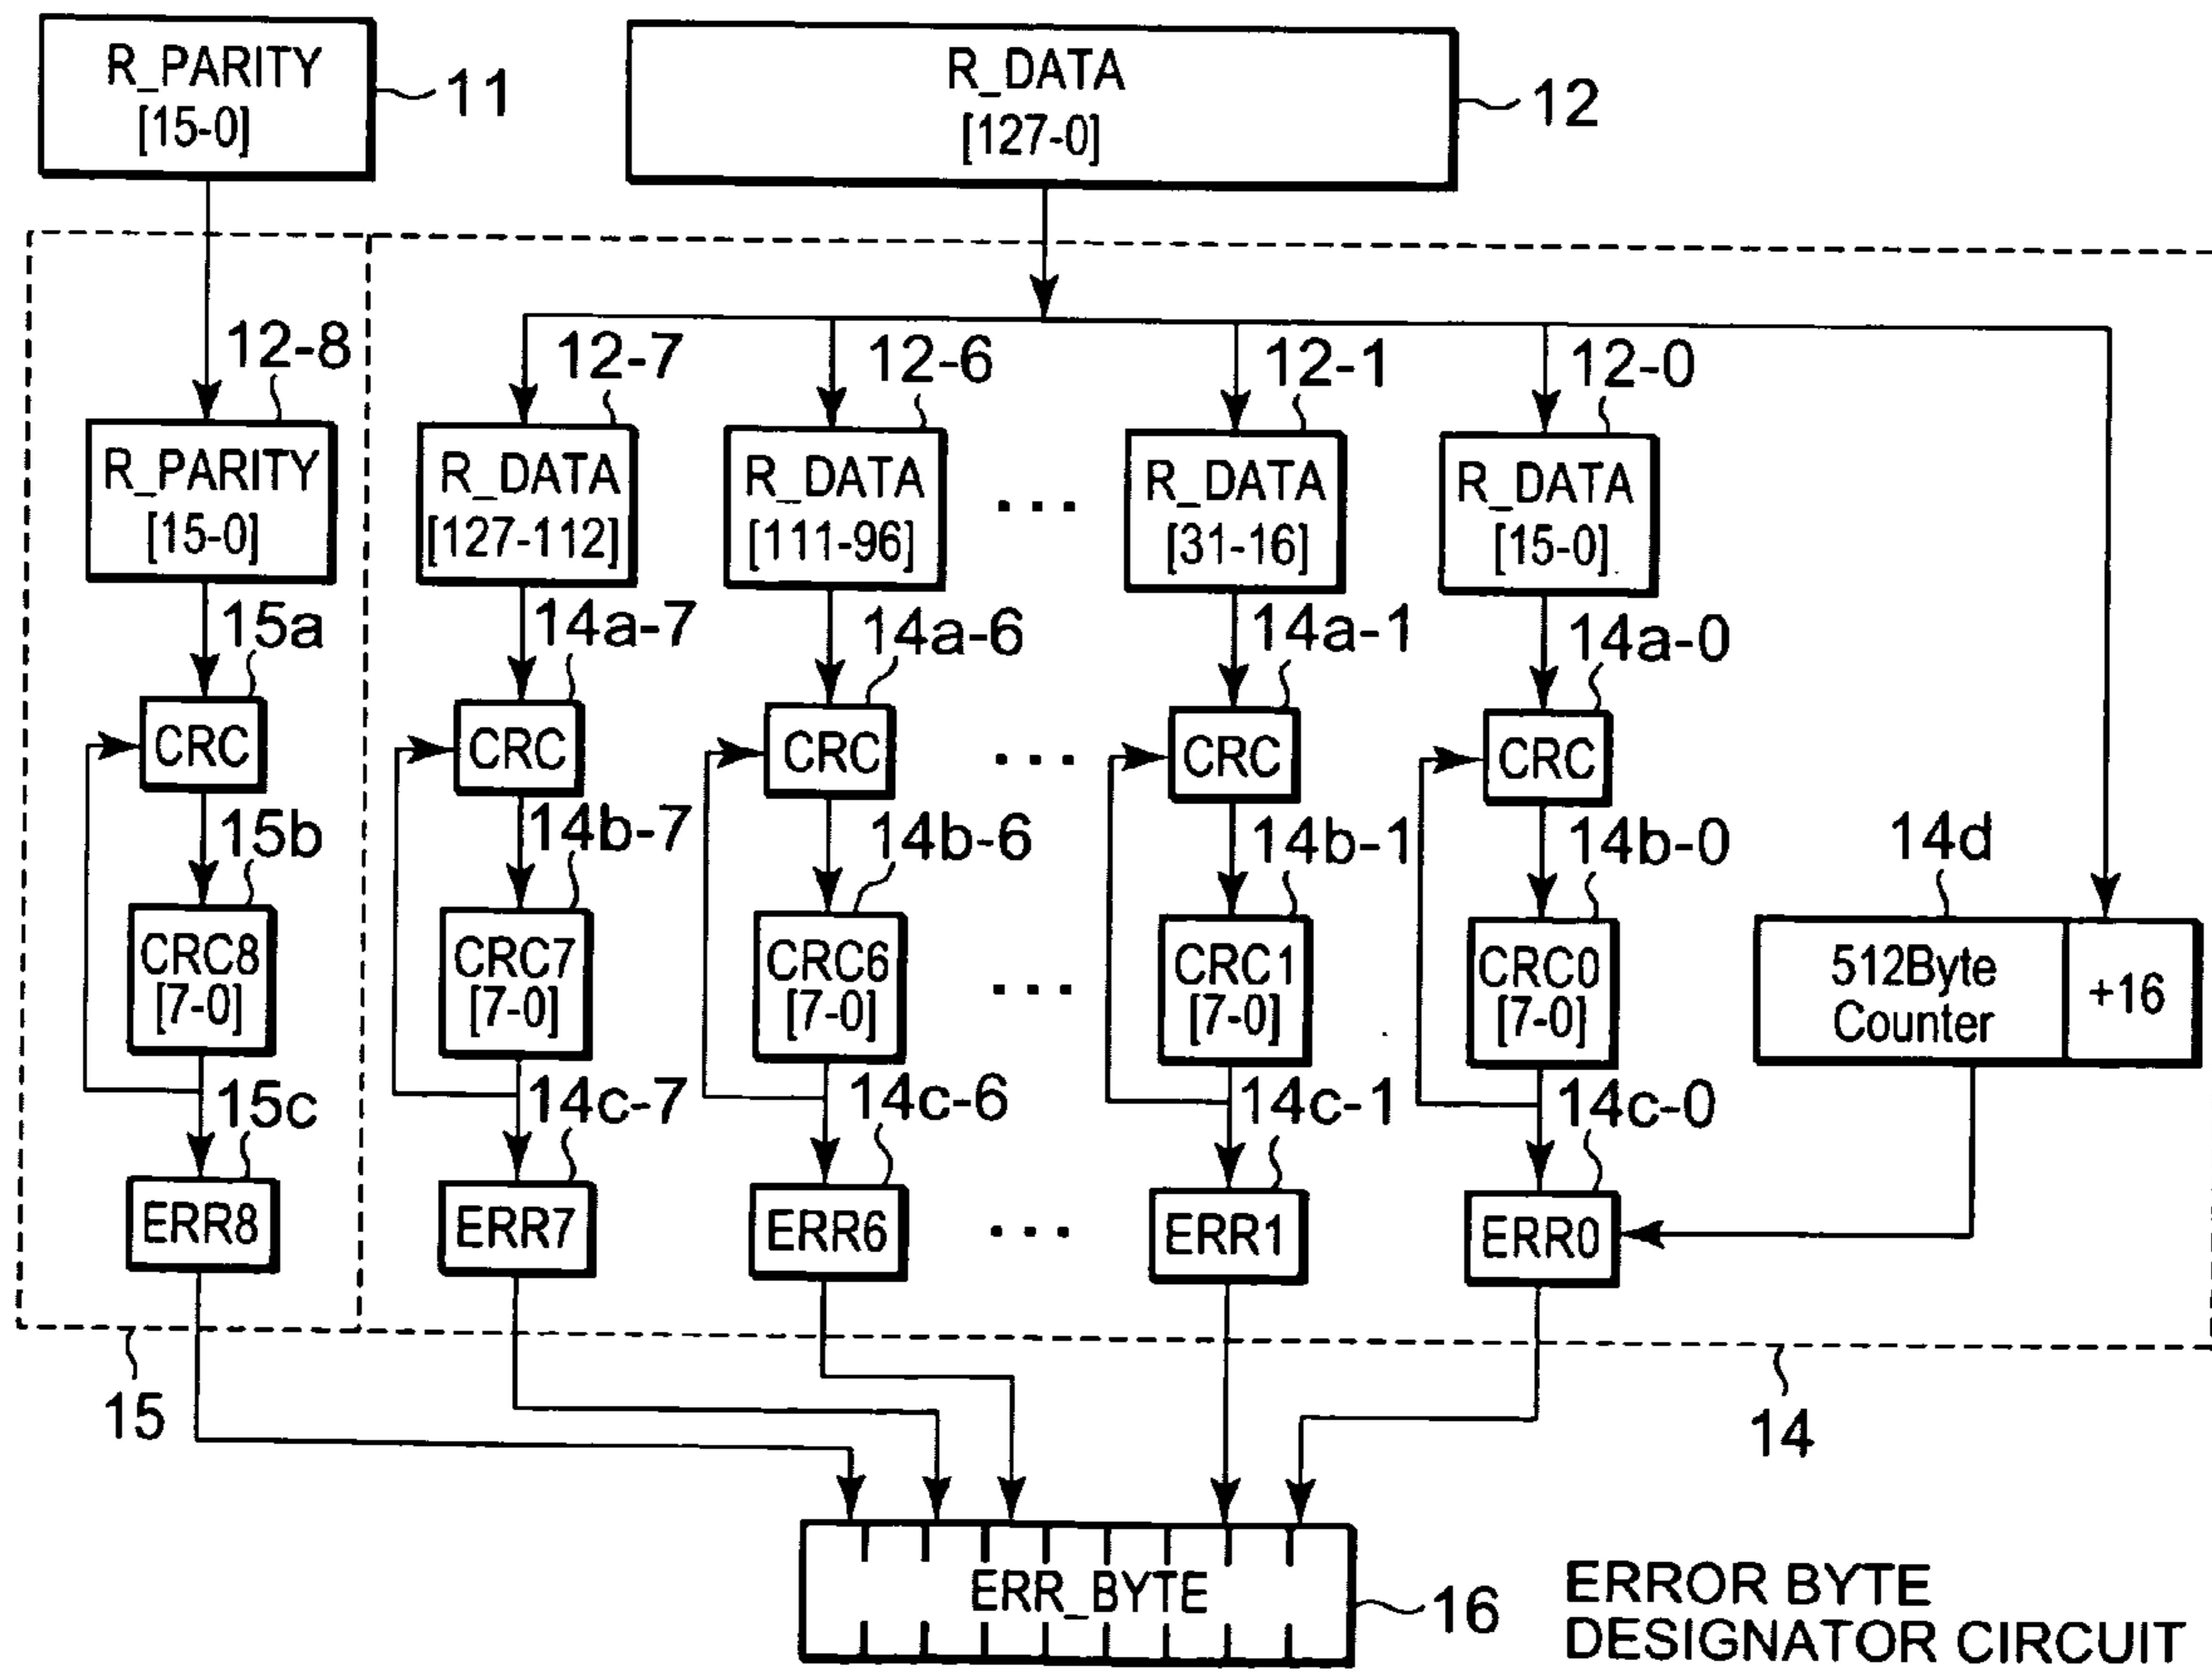 R_PARITY
[15-0]
11
R_DATA
[127-0]
12
12-8
12-7
12-6
12-1
12-0
R_PARITY
[15-0]
R_DATA
[127-112]
R_DATA
[111-96]
...
R_DATA
[31-16]
R_DATA
[15-0]
15a
14a-7
14a-6
14a-1
14a-0
CRC
CRC
CRC
...
CRC
CRC
15b
14b-7
14b-6
14b-1
14b-0
14d
CRC8
[7-0]
CRC7
[7-0]
CRC6
[7-0]
...
CRC1
[7-0]
CRC0
[7-0]
512Byte
Counter
+16
15c
14c-7
14c-6
14c-1
14c-0
ERR8
ERR7
ERR6
...
ERR1
ERR0
15
14
ERR_BYTE
16
ERROR BYTE
DESIGNATOR CIRCUIT